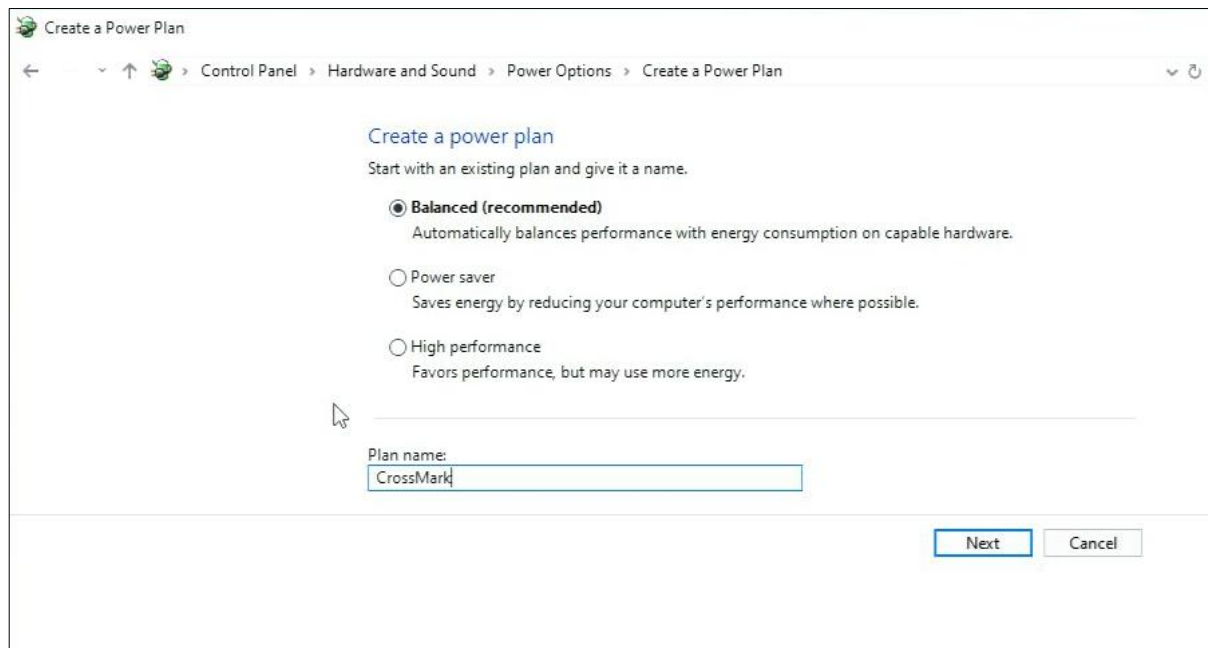 Create a Power Plan
Control Panel > Hardware and Sound > Power Options > Create a Power Plan
Create a power plan
Start with an existing plan and give it a name.
Balanced (recommended)
Automatically balances performance with energy consumption on capable hardware.
Power saver
Saves energy by reducing your computer's performance where possible.
High performance
Favors performance, but may use more energy.
Plan name:
CrossMark
Next Cancel